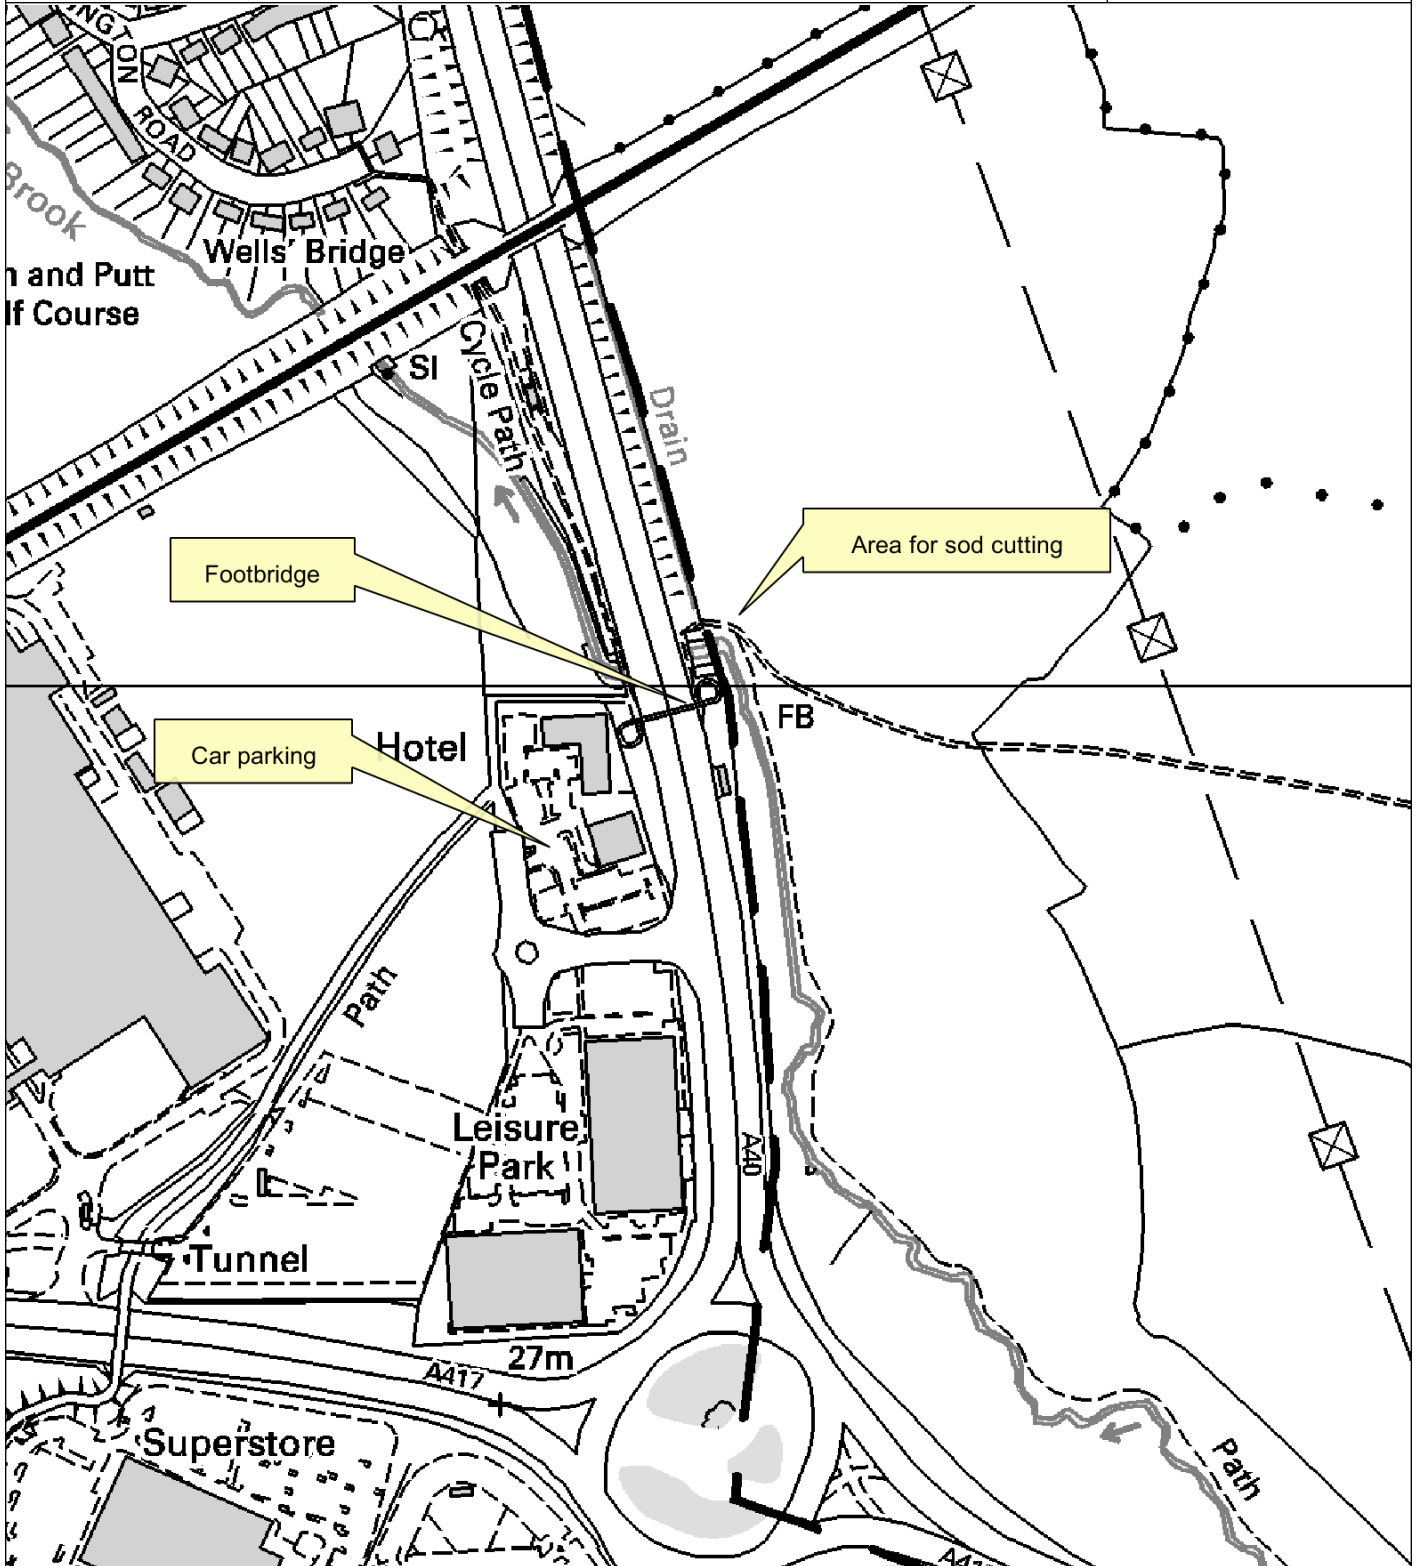 NGTON
ROAD
Brook
Wells' Bridge
n and Putt
lf Course
Cycle Path
SI
Drain
Area for sod cutting
Footbridge
FB
Car parking
Hotel
Path
Leisure
Park
A40
Tunnel
27m
A417
Superstore
Path